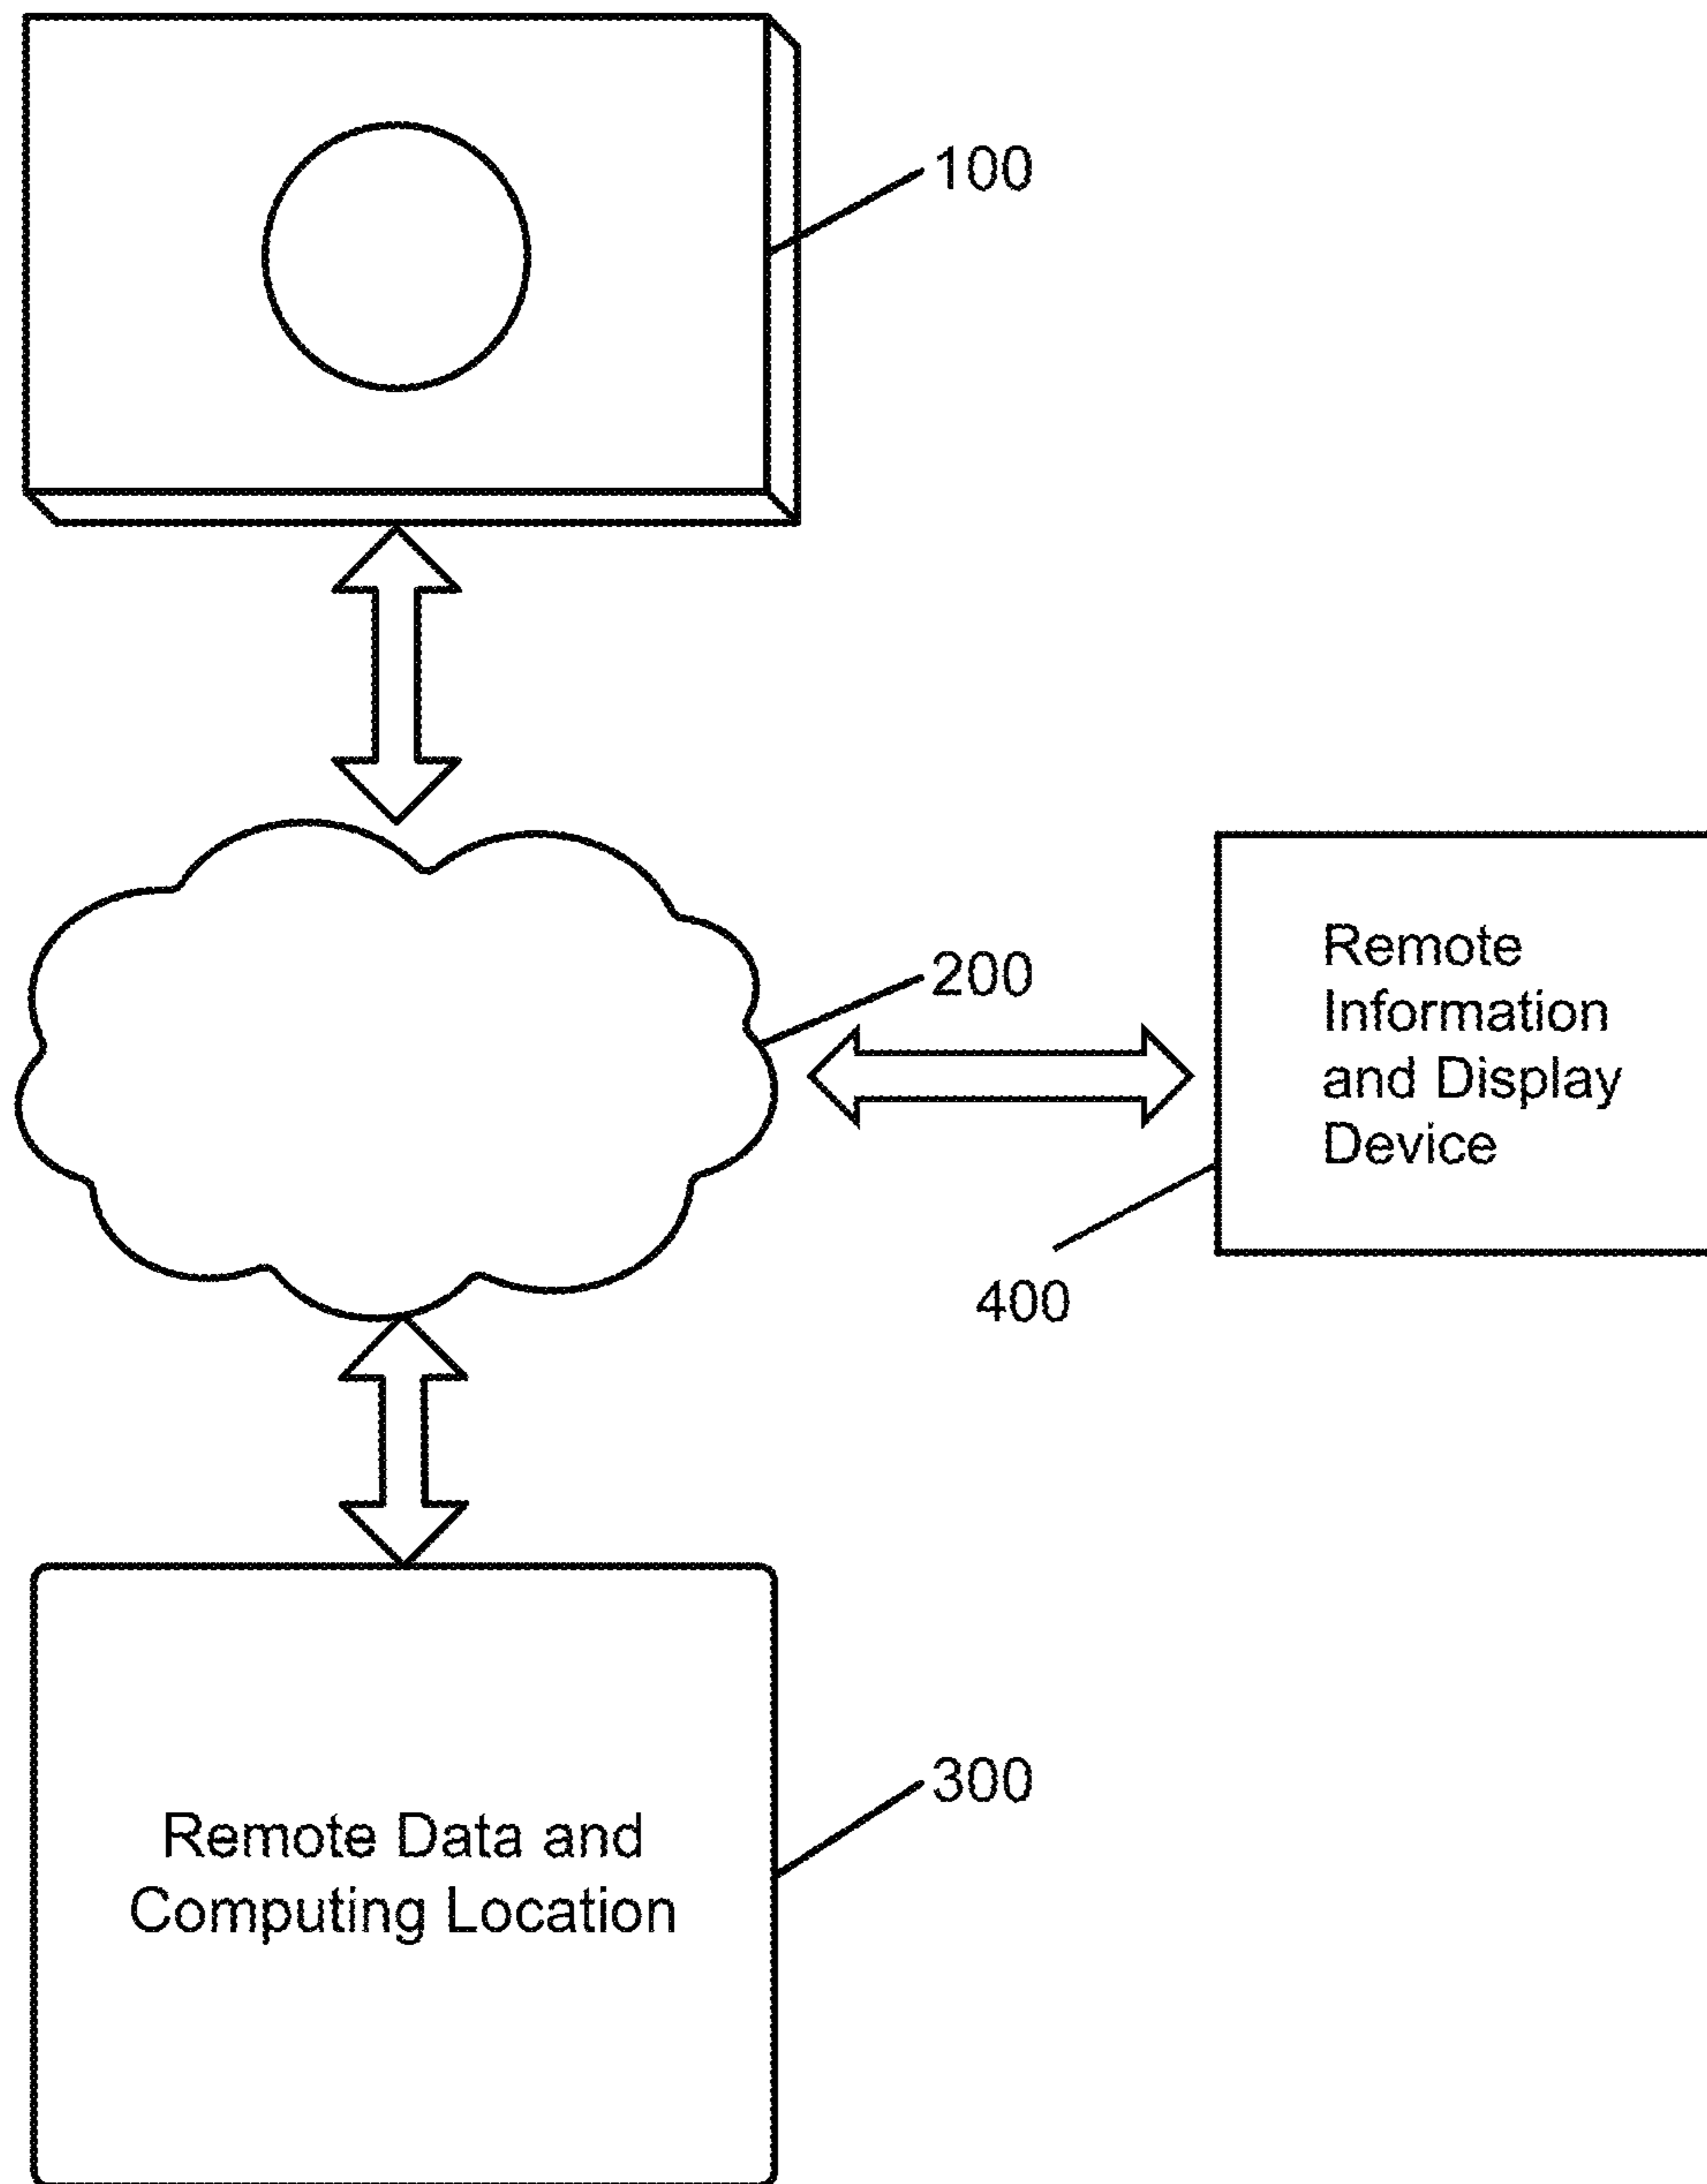 100
200
Remote
Information
and Display
Device
400
300
Remote Data and
Computing Location